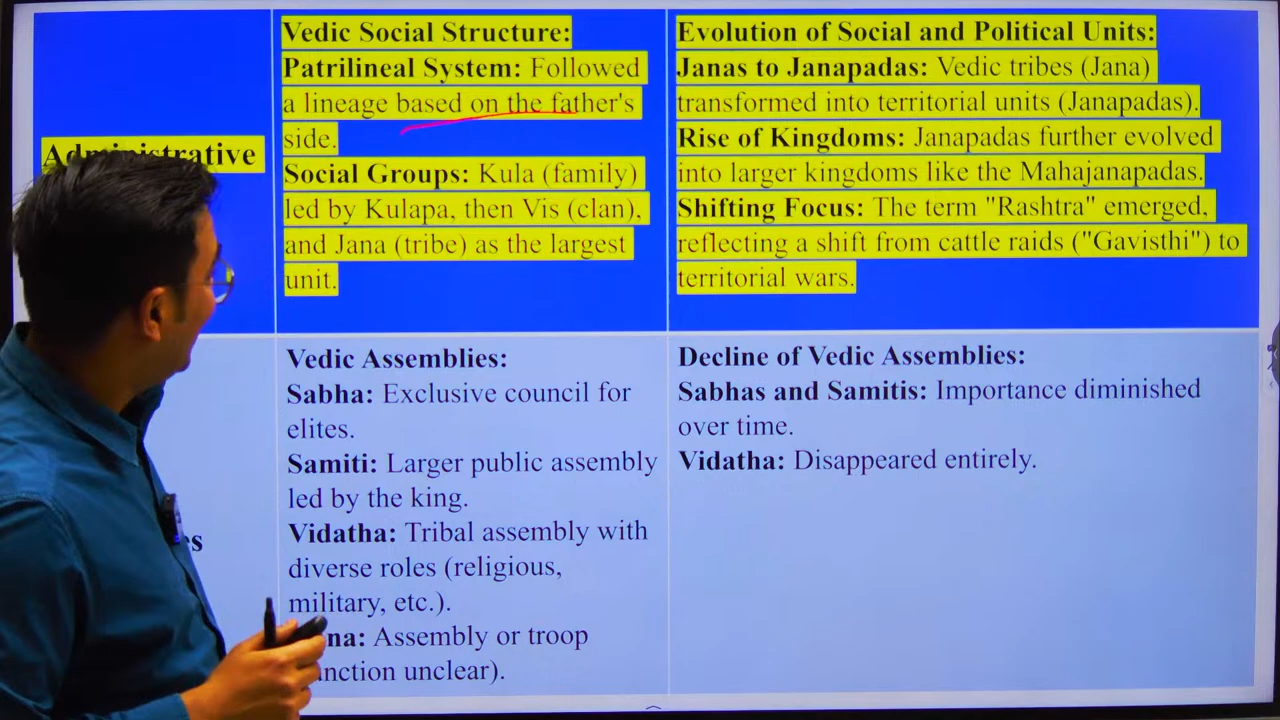 Administrative
Vedic Social Structure:
Patrilineal System: Followed
a lineage based on the father's
side.
Social Groups: Kula (family)
led by Kulapa, then Vis (clan),
and Jana (tribe) as the largest
unit.
Evolution of Social and Political Units:
Janas to Janapadas: Vedic tribes (Jana)
transformed into territorial units (Janapadas).
Rise of Kingdoms: Janapadas further evolved
into larger kingdoms like the Mahajanapadas.
Shifting Focus: The term "Rashtra" emerged,
reflecting a shift from cattle raids ("Gavisthi") to
territorial wars.
Vedic Assemblies:
Sabha: Exclusive council for
elites.
Samiti: Larger public assembly
led by the king.
Vidatha: Tribal assembly with
diverse roles (religious,
military, etc.).
Assembly or troop
unclear).
Decline of Vedic Assemblies:
Sabhas and Samitis: Importance diminished
over time.
Vidatha: Disappeared entirely.